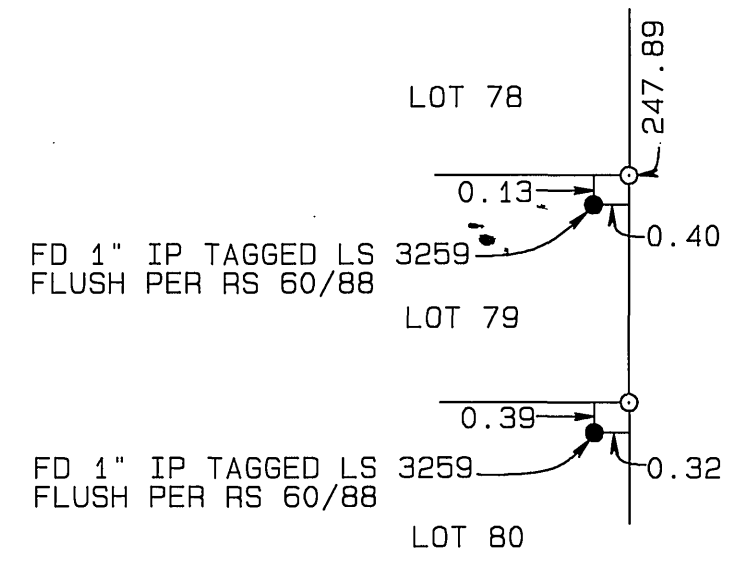 247.89
LOT 78
0.13
0.40
FD 1" IP TAGGED LS 3259
FLUSH PER RS 60/88
LOT 79
0.39
0.32
FD 1" IP TAGGED LS 3259
FLUSH PER RS 60/88
LOT 80